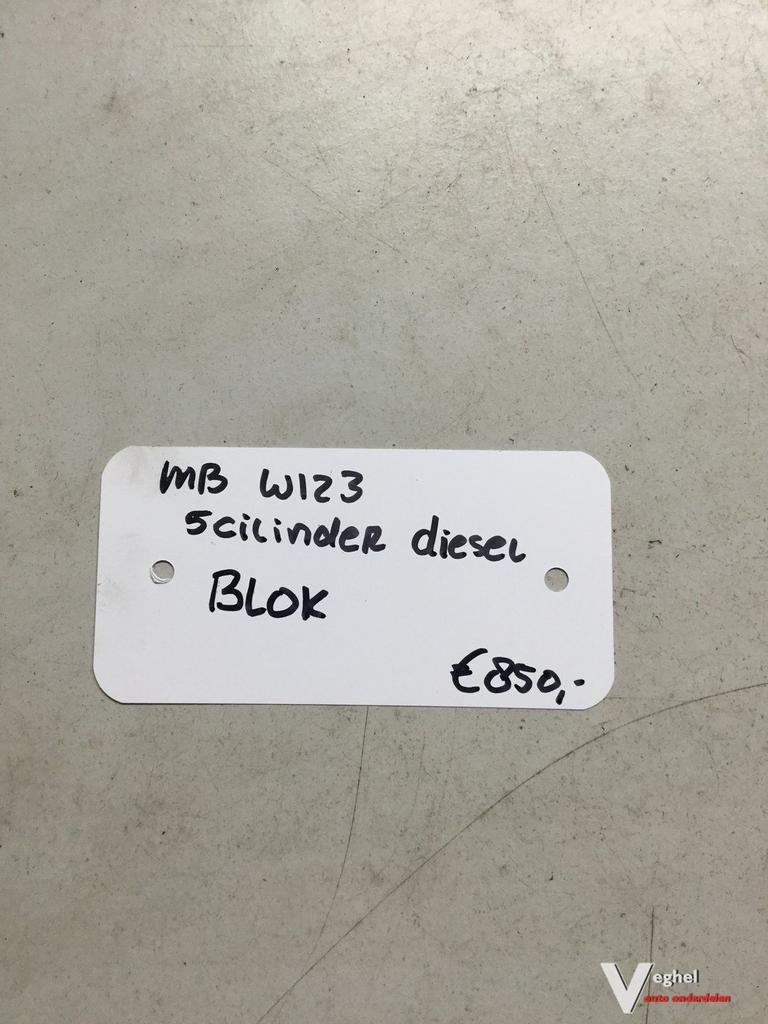 MB W123
5cilinder diesel
BLOK
€850,-
Veghel
auto onderdelen